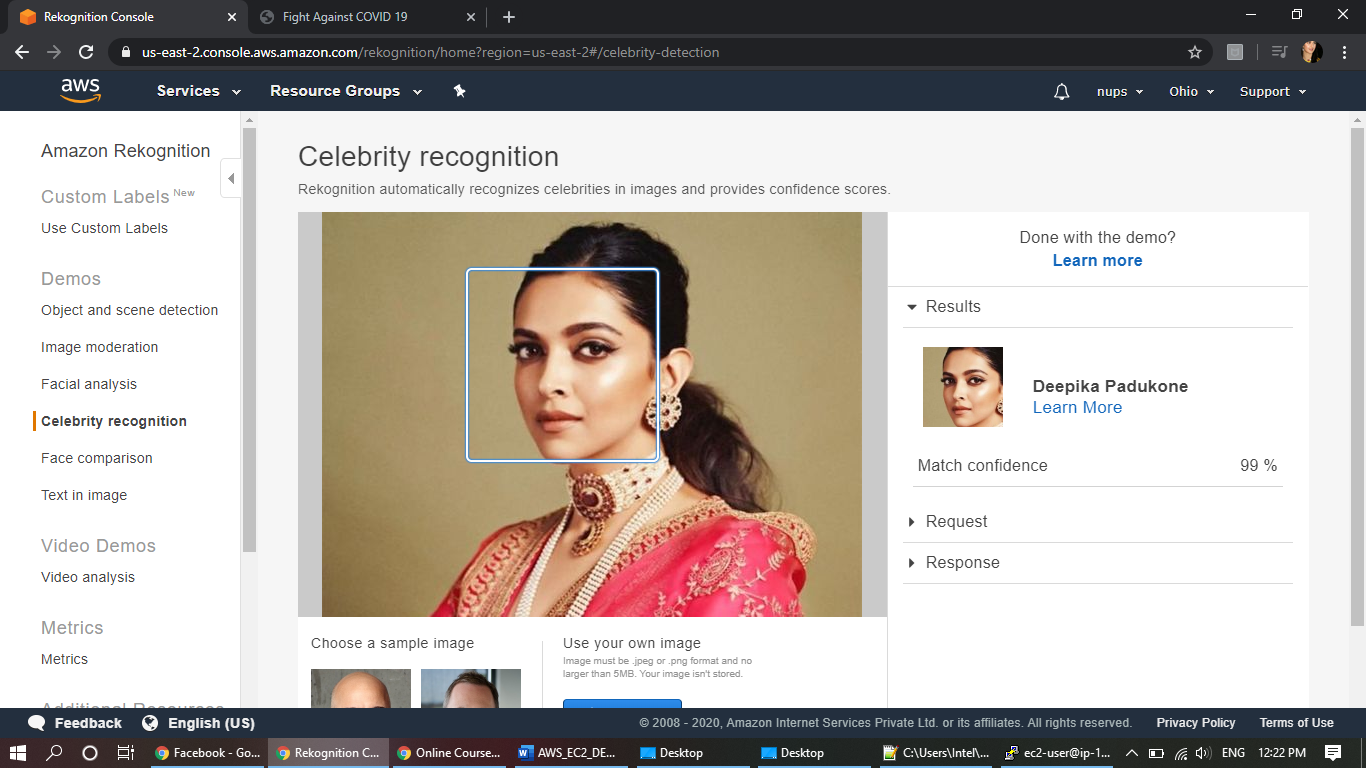 Rekognition Console
Fight Against COVID 19
us-east-2.console.aws.amazon.com/rekognition/home?region=us-east-2#/celebrity-detection
aws
Services
Resource Groups
nups
Ohio
Support
Amazon Rekognition
Custom Labels New
Use Custom Labels
Demos
Object and scene detection
Image moderation
Facial analysis
Celebrity recognition
Face comparison
Text in image
Video Demos
Video analysis
Metrics
Metrics
Additional Resources
Celebrity recognition
Rekognition automatically recognizes celebrities in images and provides confidence scores.
Choose a sample image
Use your own image
Image must be .jpeg or .png format and no
larger than 5MB. Your image isn't stored.
Done with the demo?
Learn more
Results
Deepika Padukone
Learn More
Match confidence 99 %
Request
Response
Feedback
English (US)
© 2008 - 2020, Amazon Internet Services Private Ltd. or its affiliates. All rights reserved.
Privacy Policy
Terms of Use
Facebook - Go...
Rekognition C...
Online Course...
AWS_EC2_DE...
Desktop
Desktop
C:\Users\Intel\...
ec2-user@ip-1...
ENG
12:22 PM